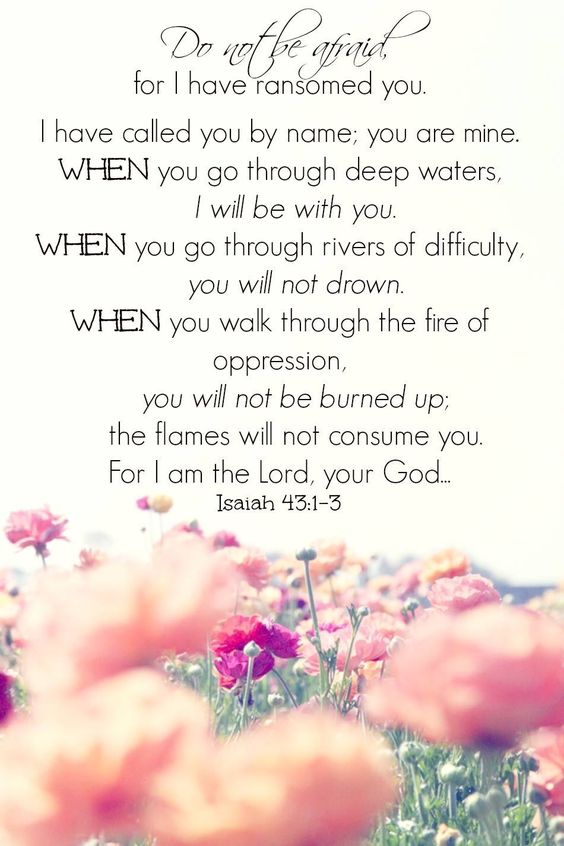 Do not be afraid,
for I have ransomed you.
I have called you by name; you are mine.
WHEN you go through deep waters,
I will be with you.
WHEN you go through rivers of difficulty,
you will not drown.
WHEN you walk through the fire of
oppression,
you will not be burned up;
the flames will not consume you.
For I am the Lord, your God...
Isaiah 43:1-3